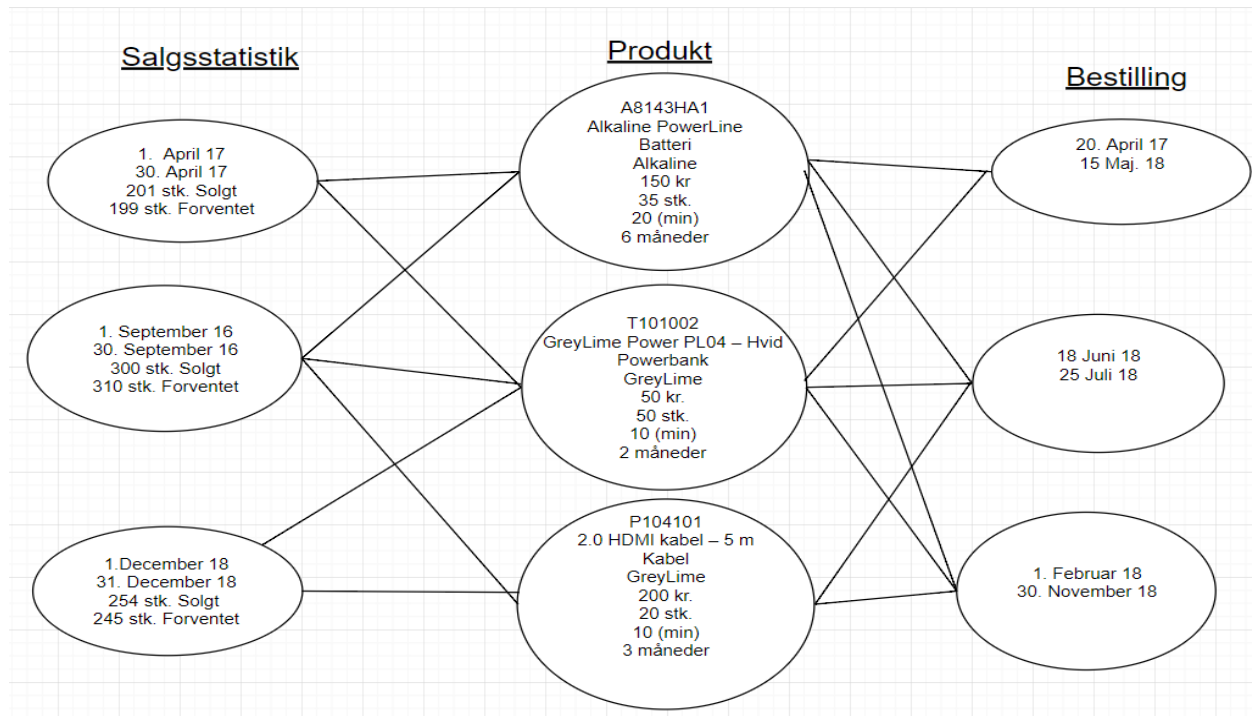 Salgsstatistik
1. April 17
30. April 17
201 stk. Solgt
199 stk. Forventet
1. September 16
30. September 16
300 stk. Solgt
310 stk. Forventet
1.December 18
31. December 18
254 stk. Solgt
245 stk. Forventet
Produkt
A8143HA1
Alkaline PowerLine
Batteri
Alkaline
150 kr
35 stk.
20 (min)
6 måneder
T101002
GreyLime Power PL04 – Hvid
Powerbank
GreyLime
50 kr.
50 stk.
10 (min)
2 måneder
P104101
2.0 HDMI kabel – 5 m
Kabel
GreyLime
200 kr.
20 stk.
10 (min)
3 måneder
Bestilling
20. April 17
15 Maj. 18
18 Juni 18
25 Juli 18
1. Februar 18
30. November 18